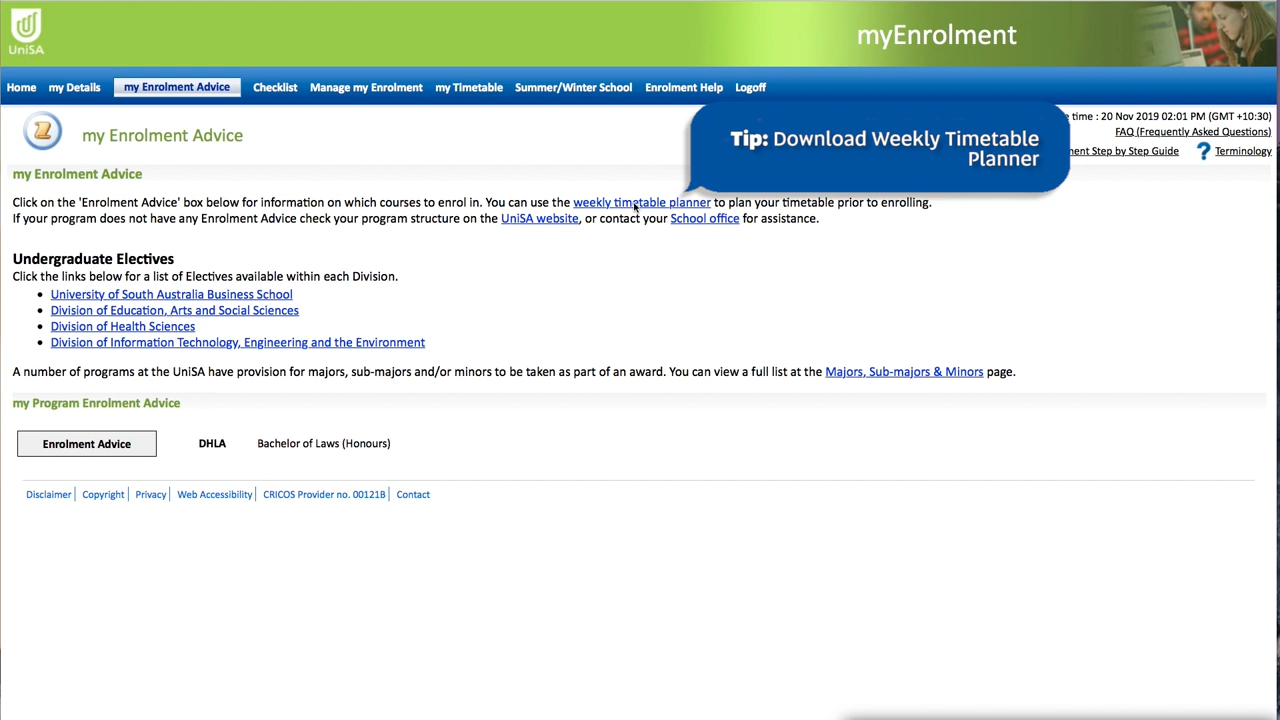 UniSA
myEnrolment
Home my Details my Enrolment Advice Checklist Manage my Enrolment my Timetable Summer/Winter School Enrolment Help Logoff
my Enrolment Advice
time : 20 Nov 2019 02:01 PM (GMT +10:30)
FAQ (Frequently Asked Questions)
Step by Step Guide ? Terminology
Tip: Download Weekly Timetable
Planner
my Enrolment Advice
Click on the 'Enrolment Advice' box below for information on which courses to enrol in. You can use the weekly timetable planner to plan your timetable prior to enrolling.
If your program does not have any Enrolment Advice check your program structure on the UniSA website, or contact your School office for assistance.
Undergraduate Electives
Click the links below for a list of Electives available within each Division.
• University of South Australia Business School
• Division of Education, Arts and Social Sciences
• Division of Health Sciences
• Division of Information Technology, Engineering and the Environment
A number of programs at the UniSA have provision for majors, sub-majors and/or minors to be taken as part of an award. You can view a full list at the Majors, Sub-majors & Minors page.
my Program Enrolment Advice
Enrolment Advice DHLA Bachelor of Laws (Honours)
Disclaimer | Copyright | Privacy | Web Accessibility | CRICOS Provider no. 00121B | Contact